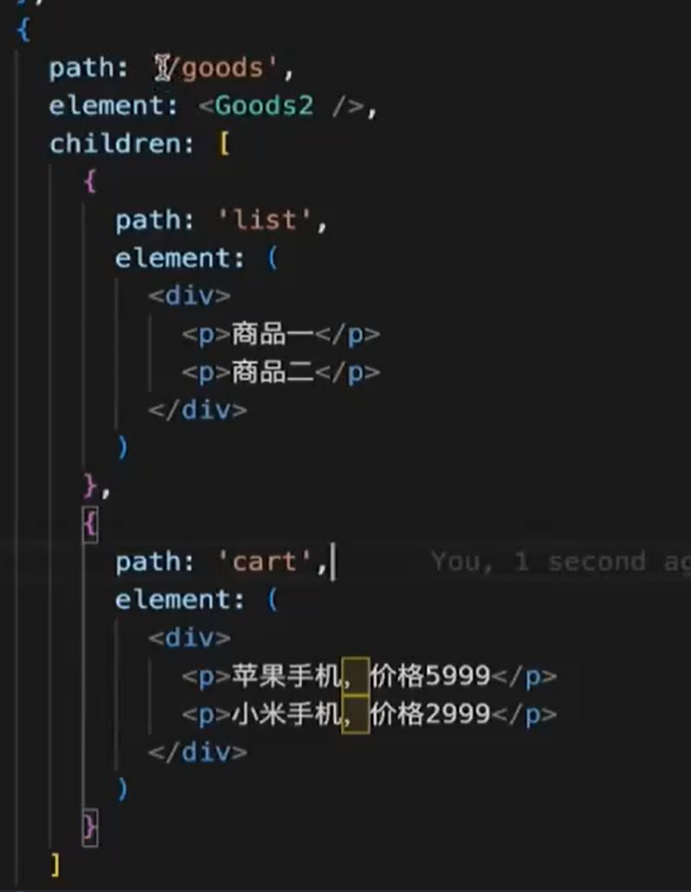 },
{
path: '/goods',
element: <Goods2 />,
children: [
{
path: 'list',
element: (
<div>
<p>商品一</p>
<p>商品二</p>
</div>
)
},
{
path: 'cart', You, 1 second ag
element: (
<div>
<p>苹果手机，价格5999</p>
<p>小米手机，价格2999</p>
</div>
)
}
]